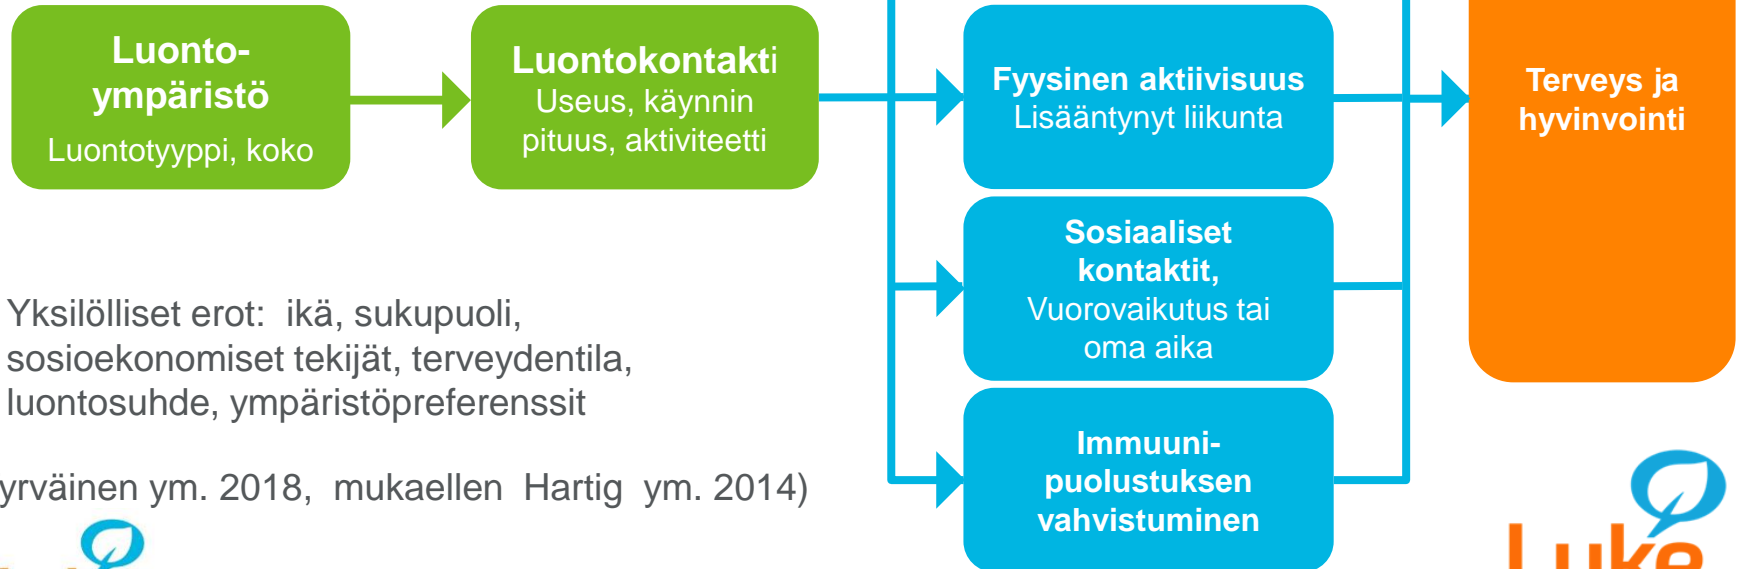 Luonto-
ympäristö
Luontotyyppi, koko
Luontokontakti
Useus, käynnin
pituus, aktiviteetti
Fyysinen aktiivisuus
Lisääntynyt liikunta
Terveys ja
hyvinvointi
Sosiaaliset
kontaktit,
Vuorovaikutus tai
oma aika
Immuuni-
puolustuksen
vahvistuminen
Yksilölliset erot: ikä, sukupuoli,
sosioekonomiset tekijät, terveydentila,
luontosuhde, ympäristöpreferenssit
yrväinen ym. 2018, mukaellen Hartig ym. 2014)
Luke